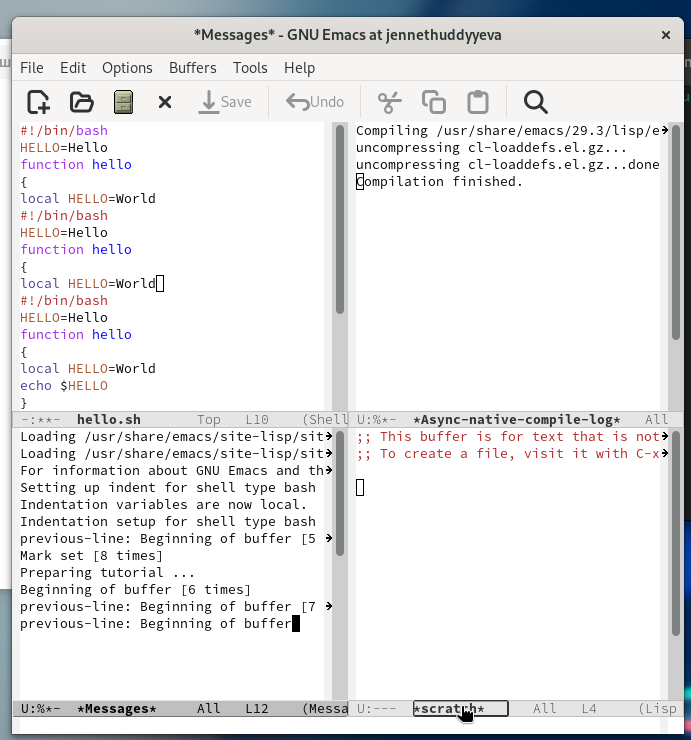 *Messages* - GNU Emacs at jennethuddyyeva
File Edit Options Buffers Tools Help
Save Undo
#!/bin/bash
HELLO=Hello
function hello
{
local HELLO=World
#!/bin/bash
HELLO=Hello
function hello
{
local HELLO=World
#!/bin/bash
HELLO=Hello
function hello
{
local HELLO=World
echo $HELLO
}
-:**- hello.sh Top L10 (Shell
Compiling /usr/share/emacs/29.3/lisp/e
uncompressing cl-loaddefs.el.gz...
uncompressing cl-loaddefs.el.gz...done
Compilation finished.
U:%*- *Async-native-compile-log* All
Loading /usr/share/emacs/site-lisp/sit
Loading /usr/share/emacs/site-lisp/sit
For information about GNU Emacs and th
Setting up indent for shell type bash
Indentation variables are now local.
Indentation setup for shell type bash
previous-line: Beginning of buffer [5
Mark set [8 times]
Preparing tutorial ...
Beginning of buffer [6 times]
previous-line: Beginning of buffer [7
previous-line: Beginning of buffer
U:%*- *Messages* All L12 (Messa
;; This buffer is for text that is not
;; To create a file, visit it with C-x
U:--- *scratch* All L4 (Lisp